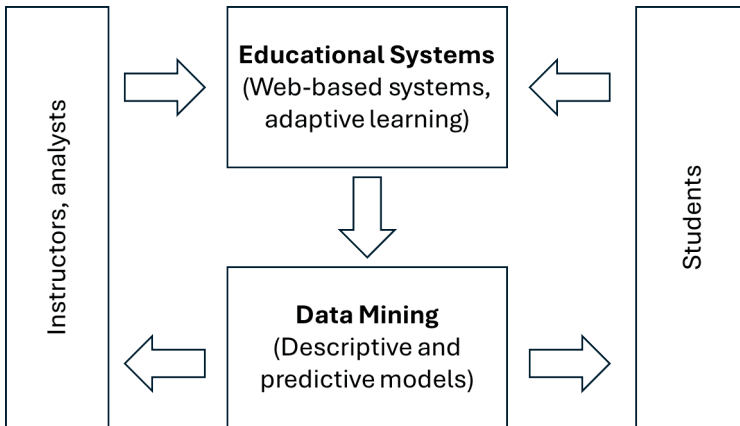 Instructors, analysts
Educational Systems
(Web-based systems,
adaptive learning)
Data Mining
(Descriptive and
predictive models)
Students